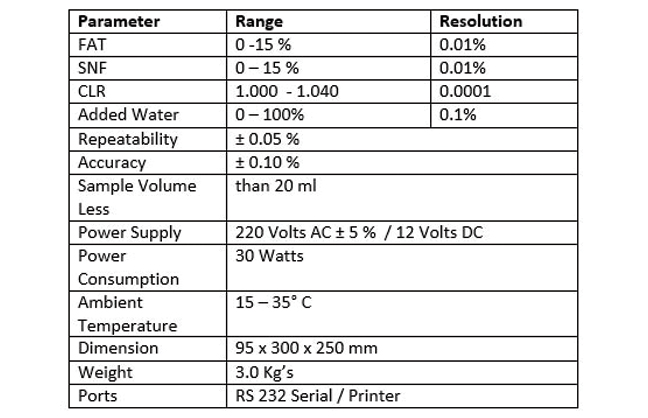 Parameter Range Resolution
FAT 0 -15 % 0.01%
SNF 0 – 15 % 0.01%
CLR 1.000 - 1.040 0.0001
Added Water 0 – 100% 0.1%
Repeatability ± 0.05 %
Accuracy ± 0.10 %
Sample Volume than 20 ml
Less
Power Supply 220 Volts AC ± 5 % / 12 Volts DC
Power 30 Watts
Consumption
Ambient 15 – 35° C
Temperature
Dimension 95 x 300 x 250 mm
Weight 3.0 Kg’s
Ports RS 232 Serial / Printer